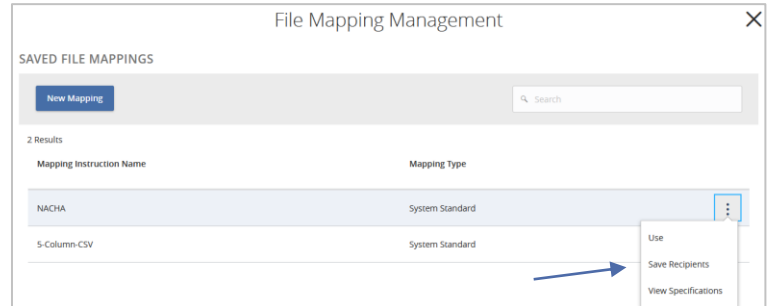 File Mapping Management
SAVED FILE MAPPINGS
New Mapping
Search
2 Results
Mapping Instruction Name Mapping Type
NACHA System Standard
Use
5-Column-CSV System Standard
Save Recipients
View Specifications